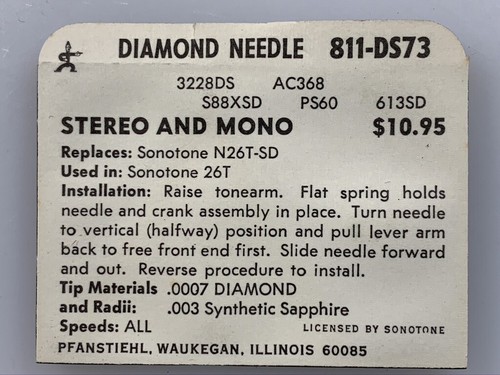 DIAMOND NEEDLE 811-DS73
3228DS AC368
S88XSD PS60 613SD
STEREO AND MONO $10.95
Replaces: Sonotone N26T-SD
Used in: Sonotone 26T
Installation: Raise tonearm. Flat spring holds
needle and crank assembly in place. Turn needle
to vertical (halfway) position and pull lever arm
back to free front end first. Slide needle forward
and out. Reverse procedure to install.
Tip Materials .0007 DIAMOND
and Radii: .003 Synthetic Sapphire
Speeds: ALL LICENSED BY SONOTONE
PFANSTIEHL, WAUKEGAN, ILLINOIS 60085